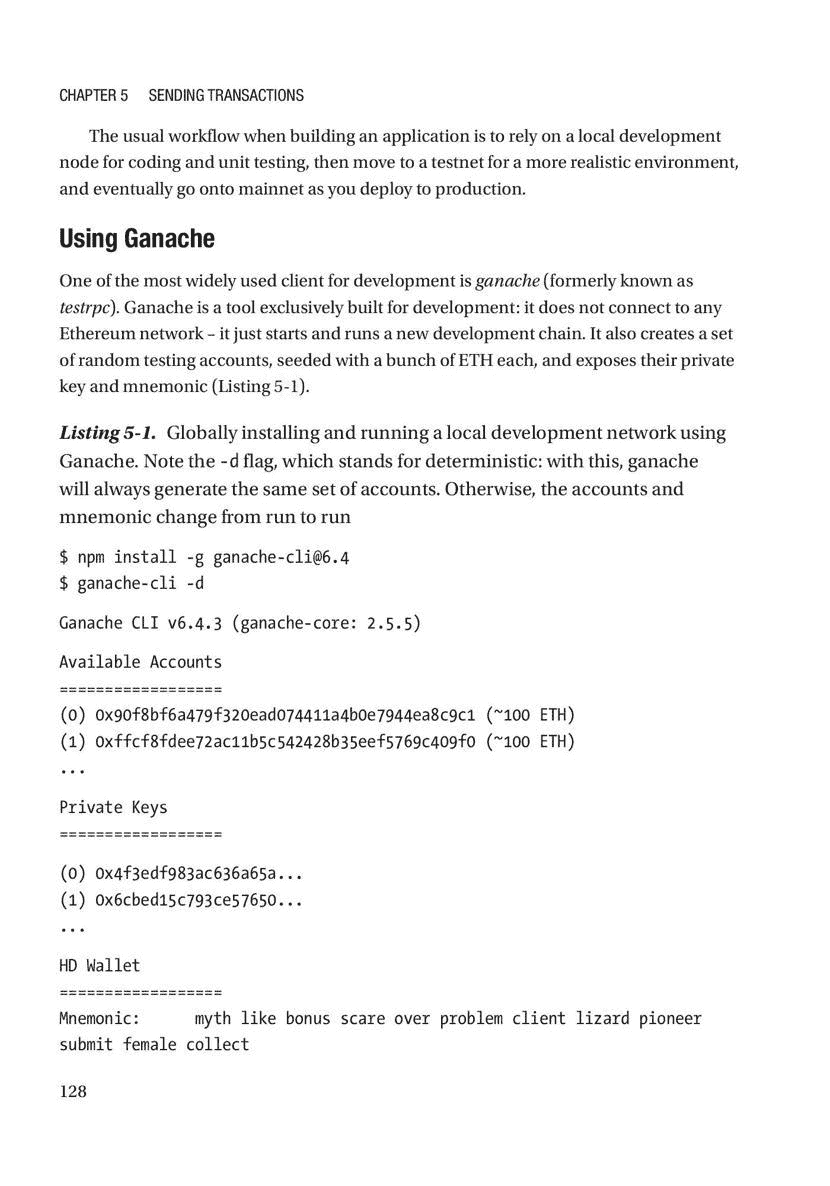 CHAPTER 5 SENDING TRANSACTIONS
The usual workflow when building an application is to rely on a local development
node for coding and unit testing, then move to a testnet for a more realistic environment,
and eventually go onto mainnet as you deploy to production.
Using Ganache
One of the most widely used client for development is ganache (formerly known as
testrpc). Ganache is a tool exclusively built for development: it does not connect to any
Ethereum network – it just starts and runs a new development chain. It also creates a set
of random testing accounts, seeded with a bunch of ETH each, and exposes their private
key and mnemonic (Listing 5-1).
Listing 5-1. Globally installing and running a local development network using
Ganache. Note the -d flag, which stands for deterministic: with this, ganache
will always generate the same set of accounts. Otherwise, the accounts and
mnemonic change from run to run
$ npm install -g ganache-cli@6.4
$ ganache-cli -d
Ganache CLI v6.4.3 (ganache-core: 2.5.5)
Available Accounts
==================
(0) 0x90f8bf6a479f320ead074411a4b0e7944ea8c9c1 (~100 ETH)
(1) 0xffcf8fdee72ac11b5c542428b35eef5769c409f0 (~100 ETH)
...
Private Keys
==================
(0) 0x4f3edf983ac636a65a...
(1) 0x6cbed15c793ce57650...
...
HD Wallet
==================
Mnemonic: myth like bonus scare over problem client lizard pioneer
submit female collect
128